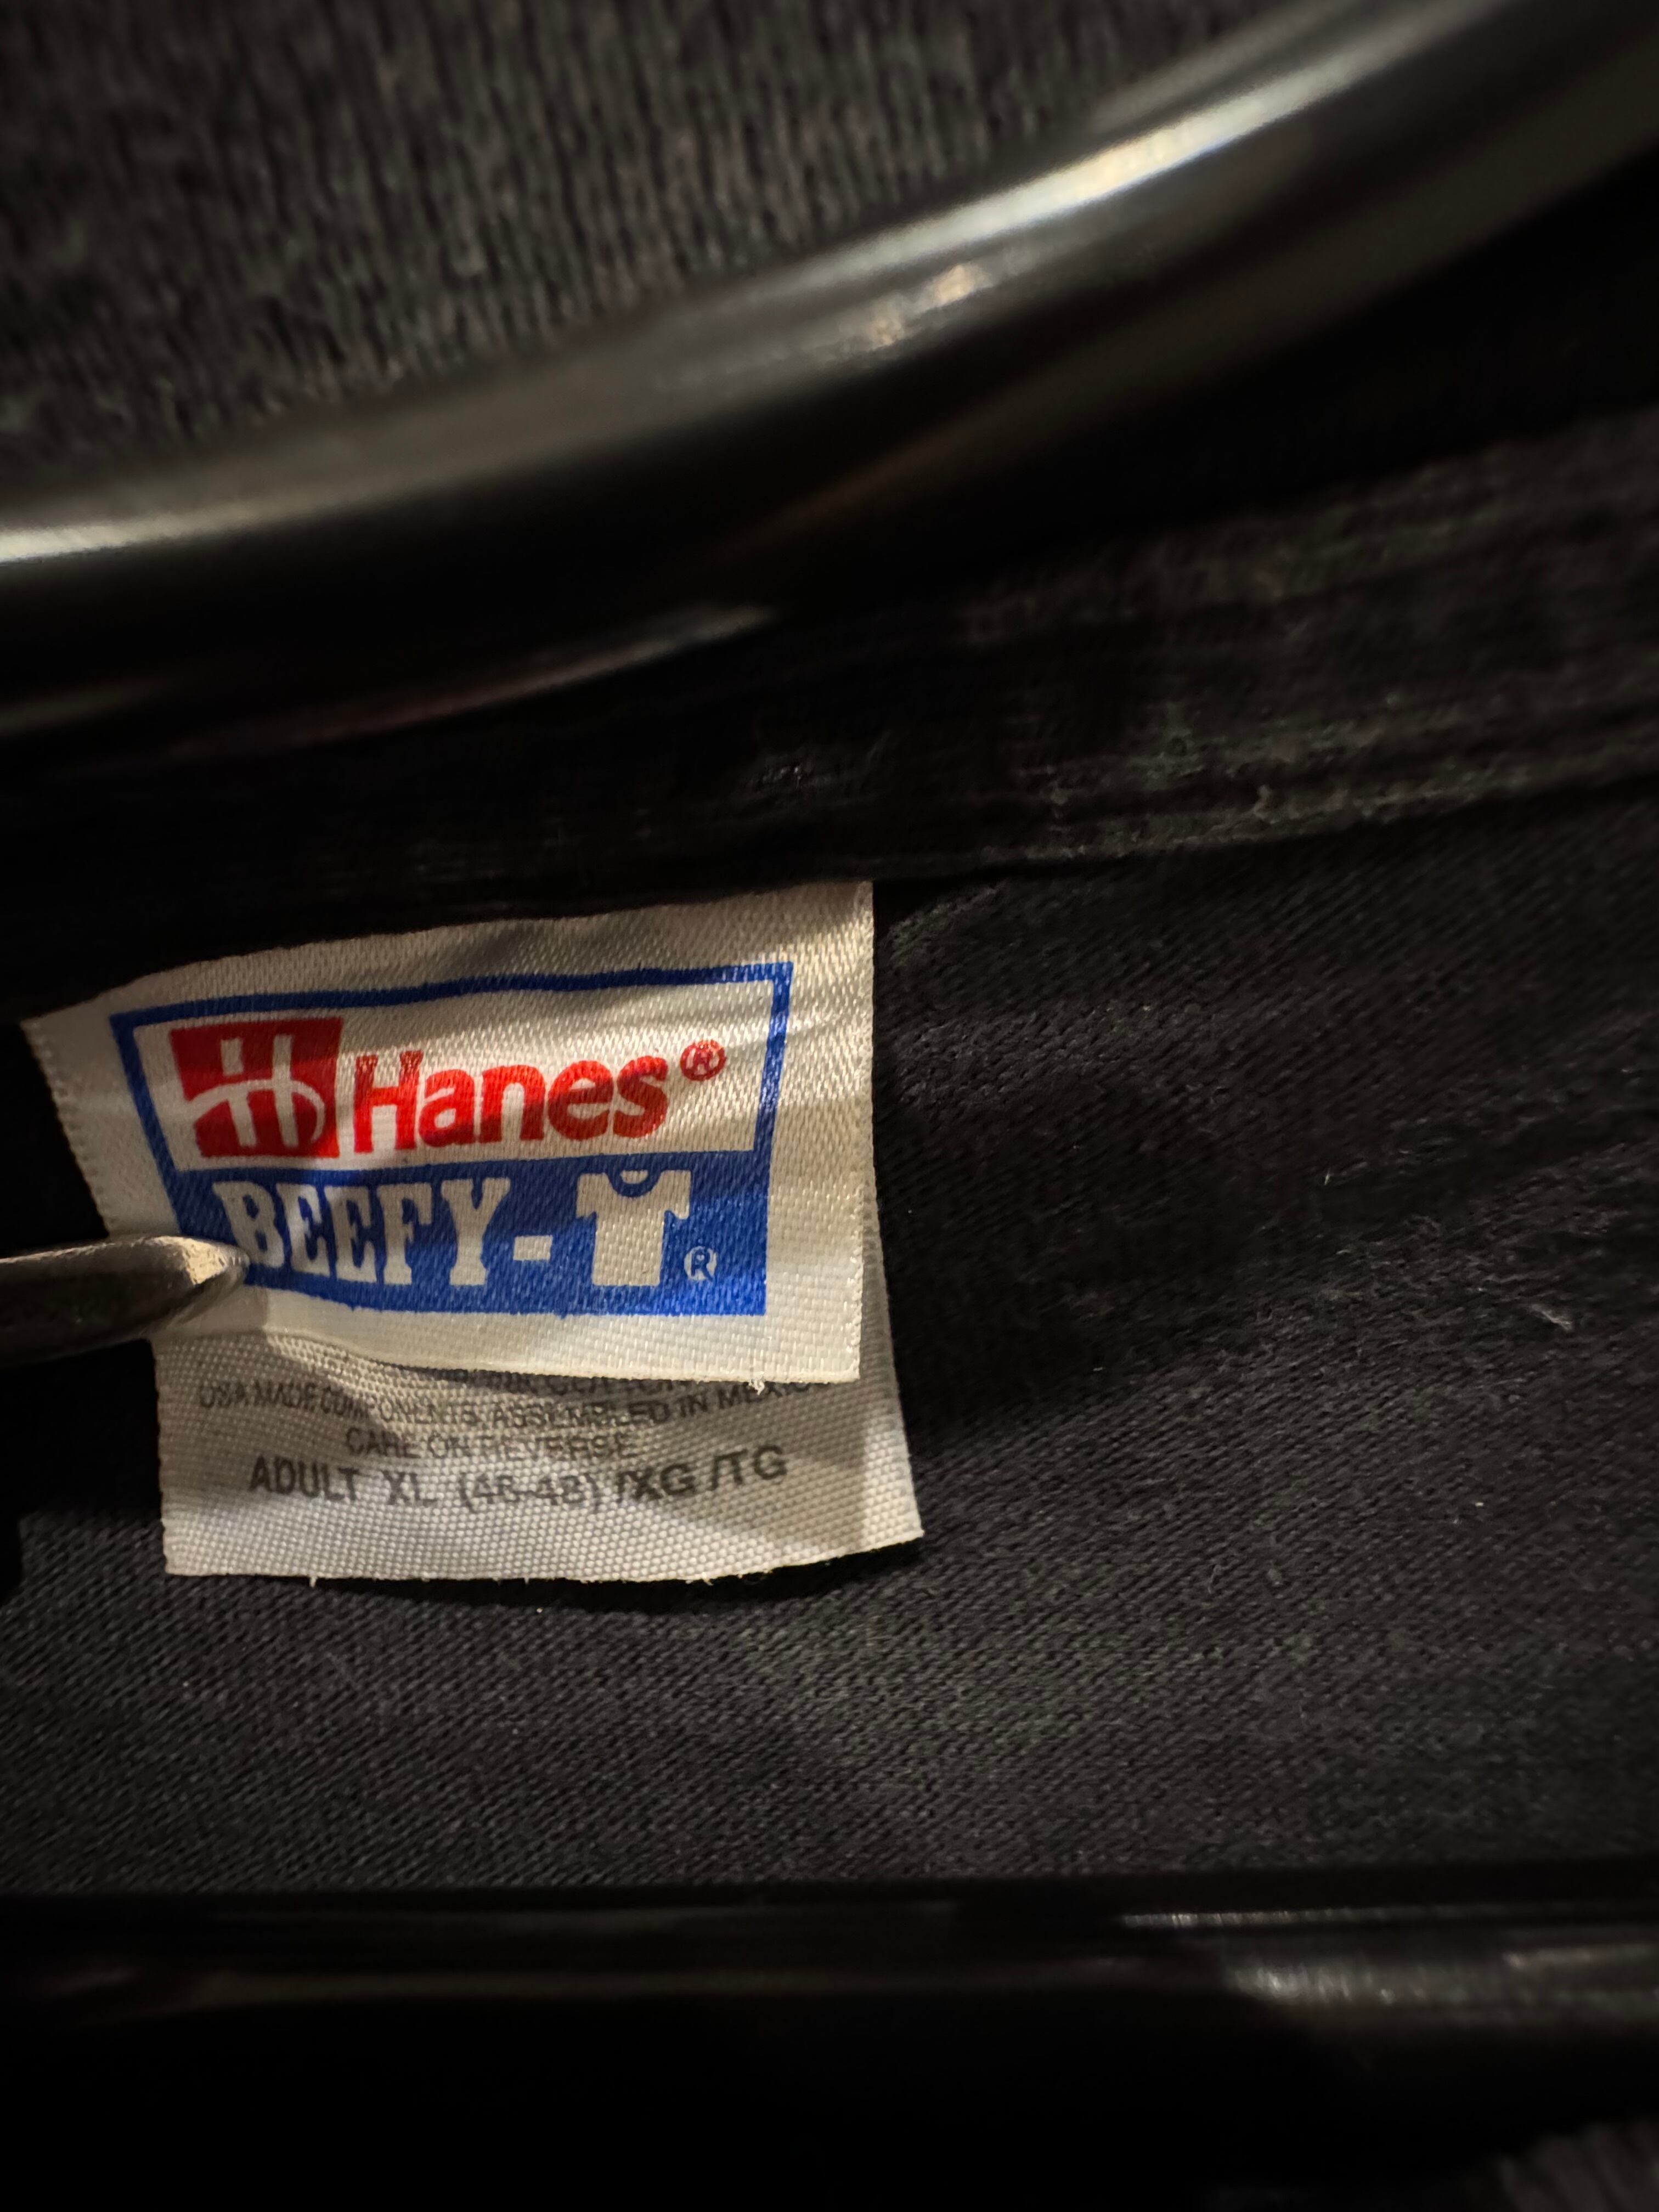 H Hanes®
BEEFY-T®
USA MADE COMPONENTS, ASSEMBLED IN MEXICO
CARE ON REVERSE
ADULT XL (46-48) /XG /TG